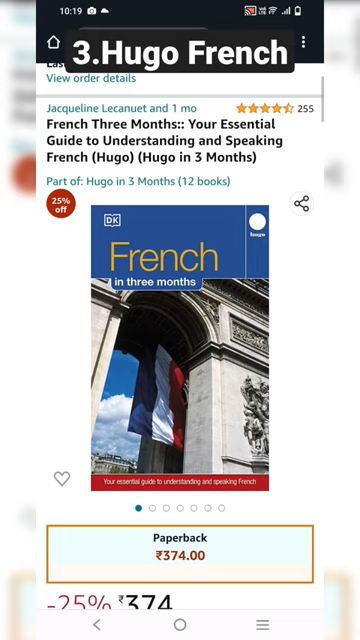 10:19
3.Hugo French
View order details
Jacqueline Lecanuet and 1 mo
255
French Three Months:: Your Essential
Guide to Understanding and Speaking
French (Hugo) (Hugo in 3 Months)
Part of: Hugo in 3 Months (12 books)
25%
off
DK
French
in three months
Your essential guide to understanding and speaking French
Paperback
₹374.00
-25% ₹374